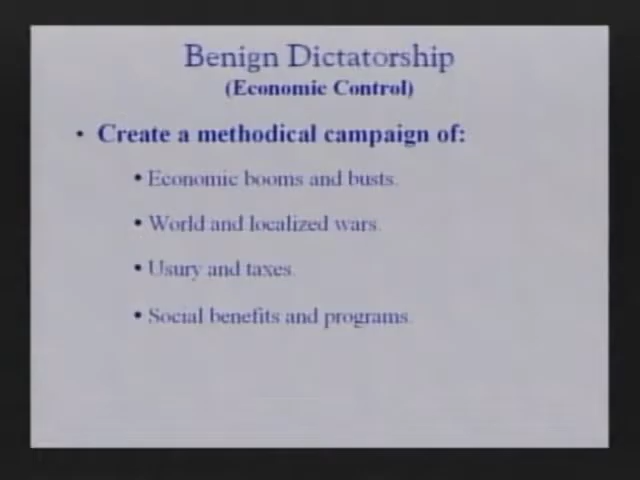 Benign Dictatorship
(Economic Control)
• Create a methodical campaign of:
• Economic booms and busts.
• World and localized wars.
• Usury and taxes.
• Social benefits and programs.